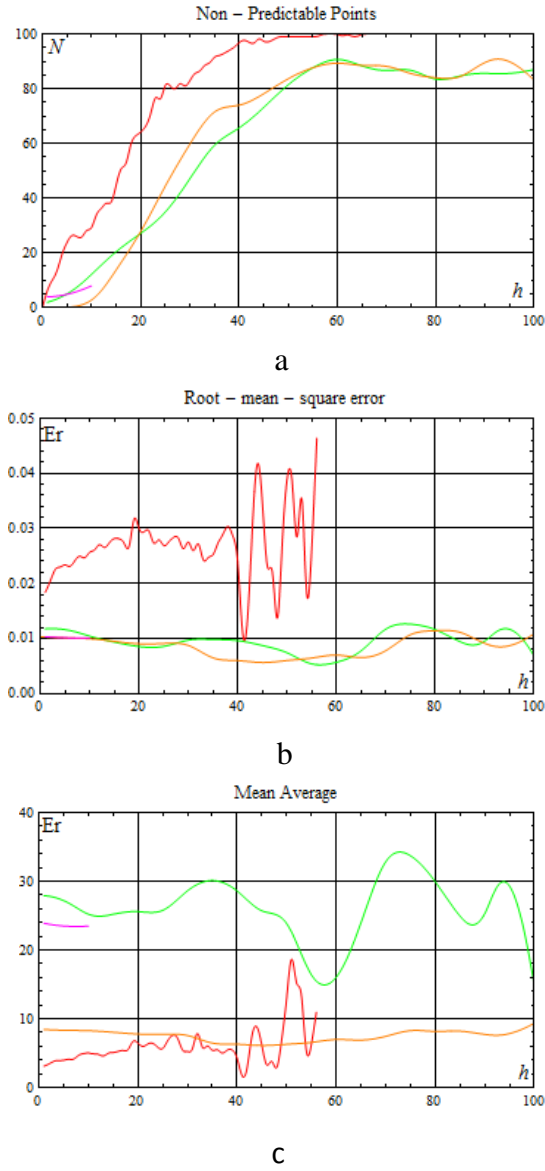 Non – Predictable Points
N
100
80
60
40
20
0
0 20 40 60 80 100
h
a
Root – mean – square error
Er
0.05
0.04
0.03
0.02
0.01
0.00
0 20 40 60 80 100
h
b
Mean Average
Er
40
30
20
10
0
0 20 40 60 80 100
h
c